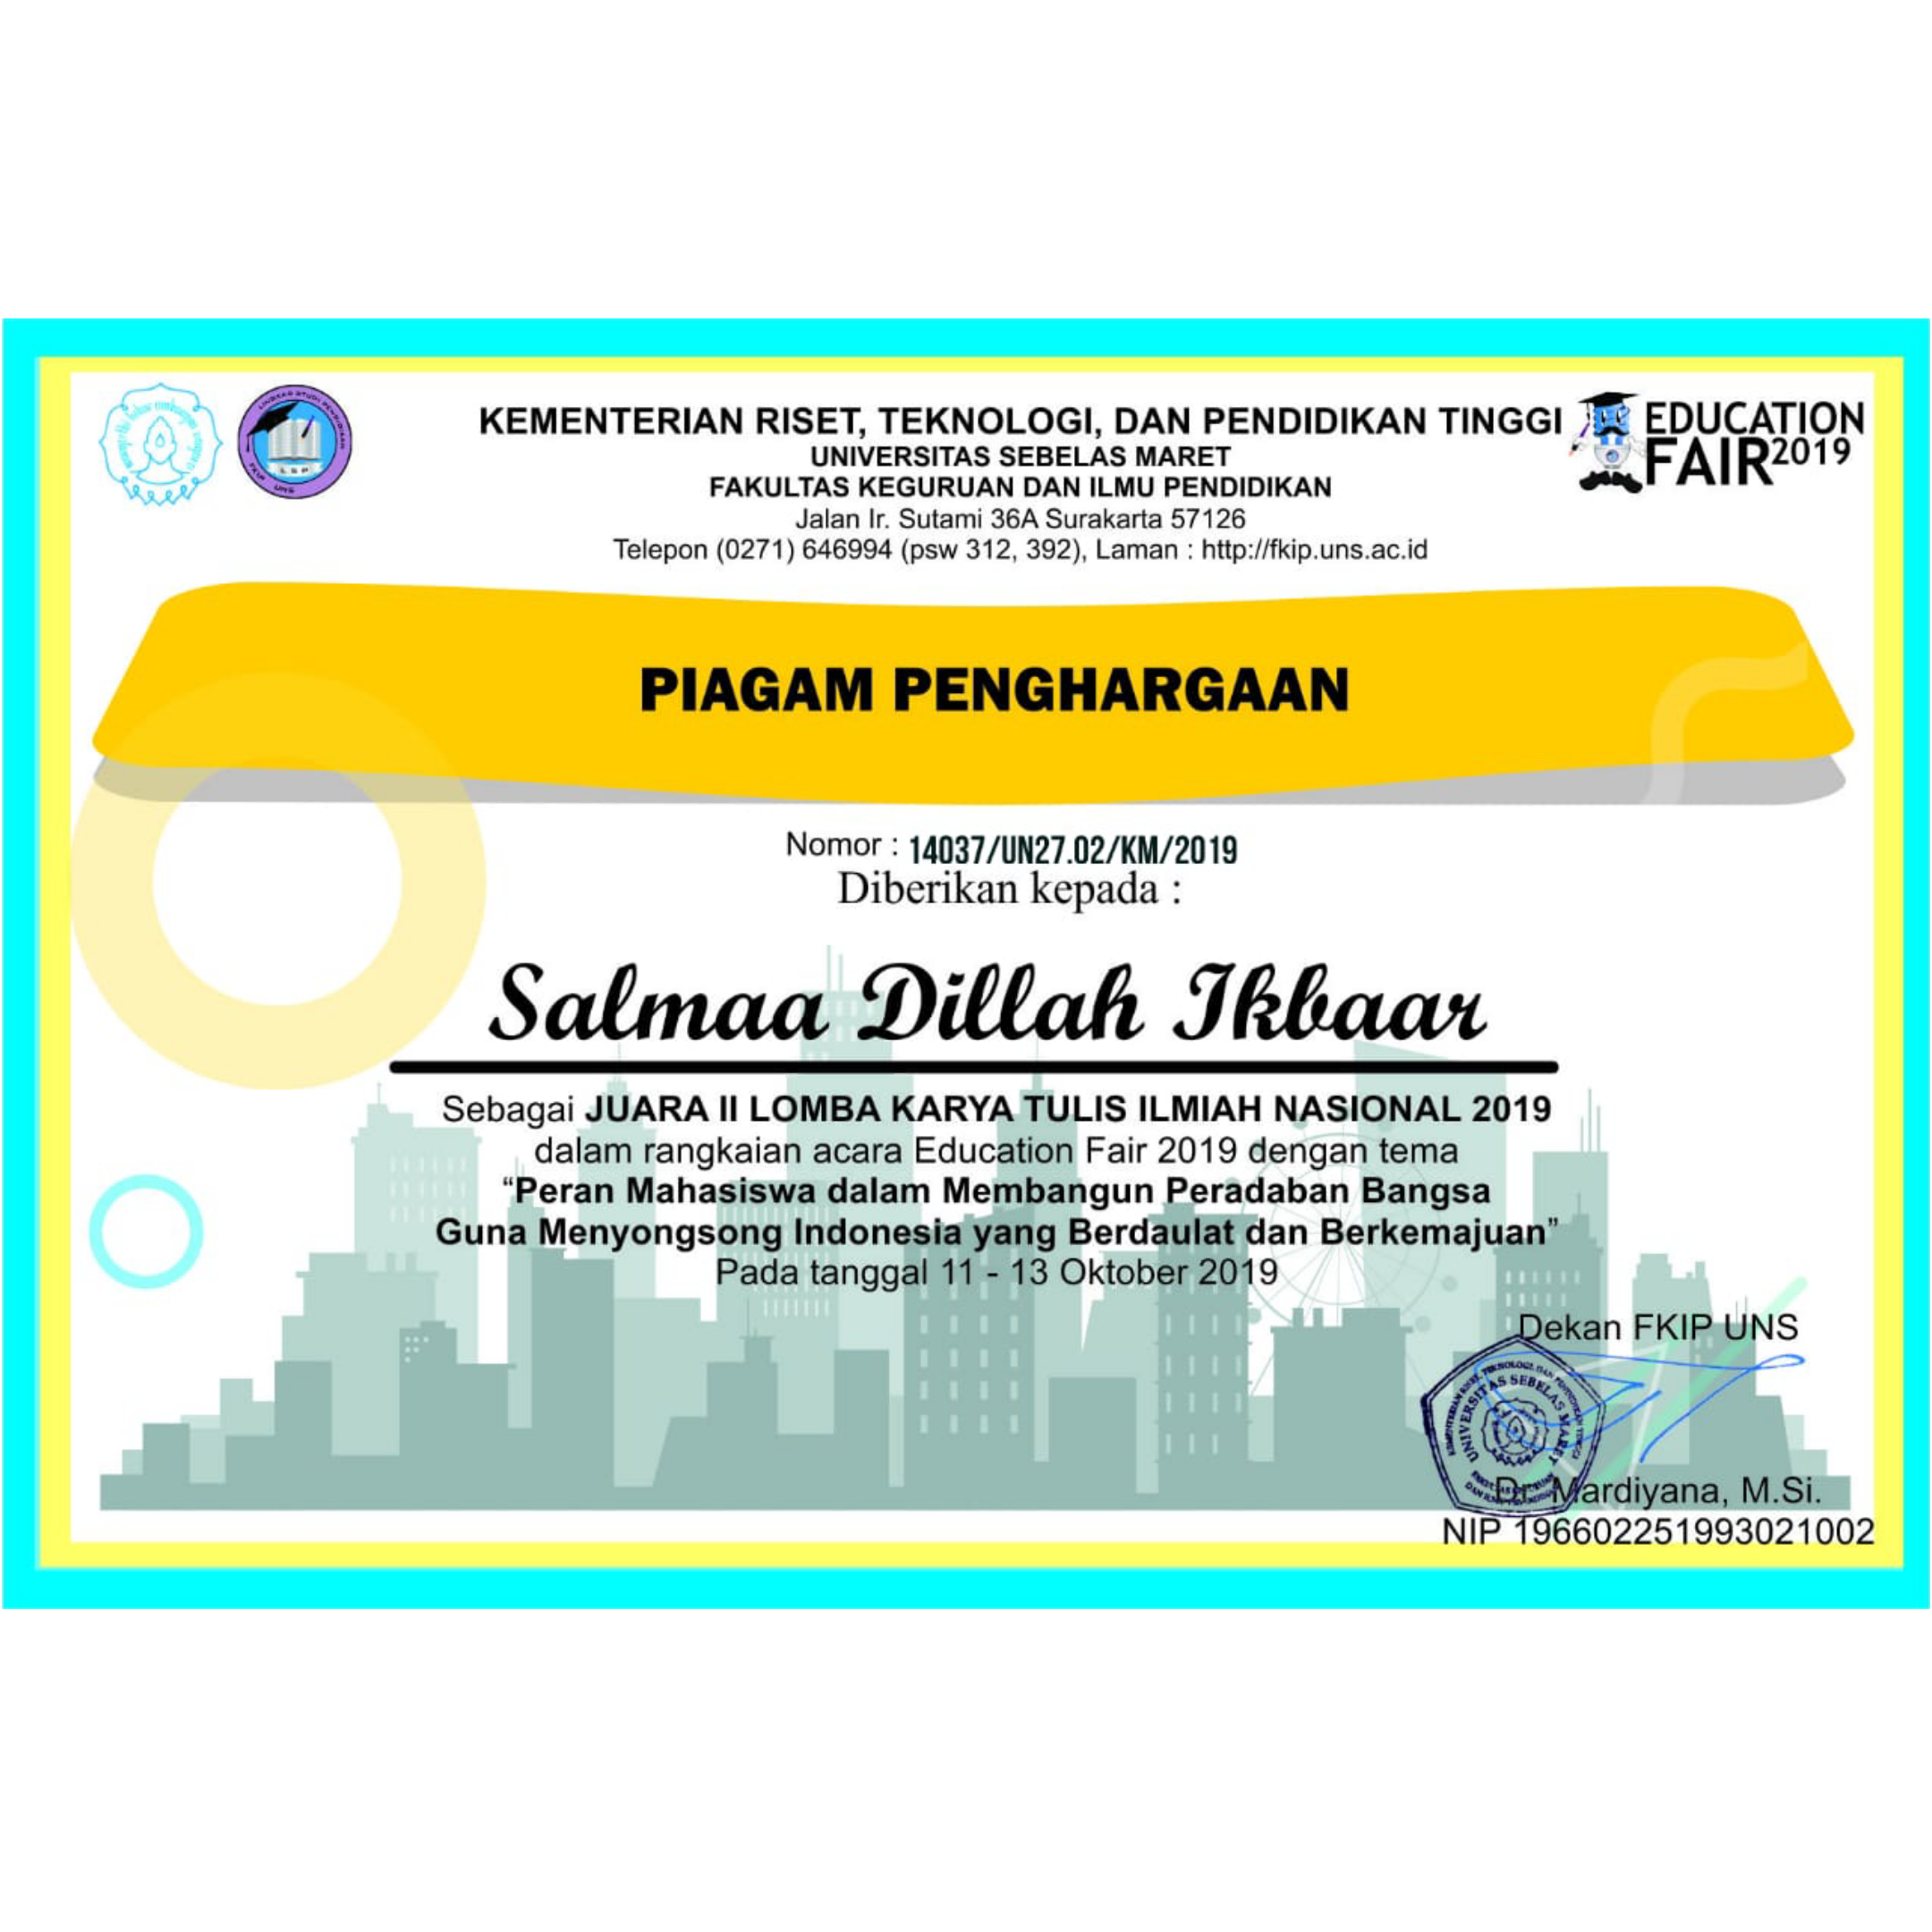 KEMENTERIAN RISET, TEKNOLOGI, DAN PENDIDIKAN TINGGI
UNIVERSITAS SEBELAS MARET
FAKULTAS KEGURUAN DAN ILMU PENDIDIKAN
Jalan Ir. Sutami 36A Surakarta 57126
Telepon (0271) 646994 (psw 312, 392), Laman : http://fkip.uns.ac.id
EDUCATION
FAIR 2019
PIAGAM PENGHARGAAN
Nomor : 14037/UN27.02/KM/2019
Diberikan kepada :
Salmaa Dillah Ikbaar
Sebagai JUARA II LOMBA KARYA TULIS ILMIAH NASIONAL 2019
dalam rangkaian acara Education Fair 2019 dengan tema
“Peran Mahasiswa dalam Membangun Peradaban Bangsa
Guna Menyongsong Indonesia yang Berdaulat dan Berkemajuan”
Pada tanggal 11 - 13 Oktober 2019
Dekan FKIP UNS
UNIVERSITAS SEBELAS MARET
Dr. Mardiyana, M.Si.
NIP 196602251993021002